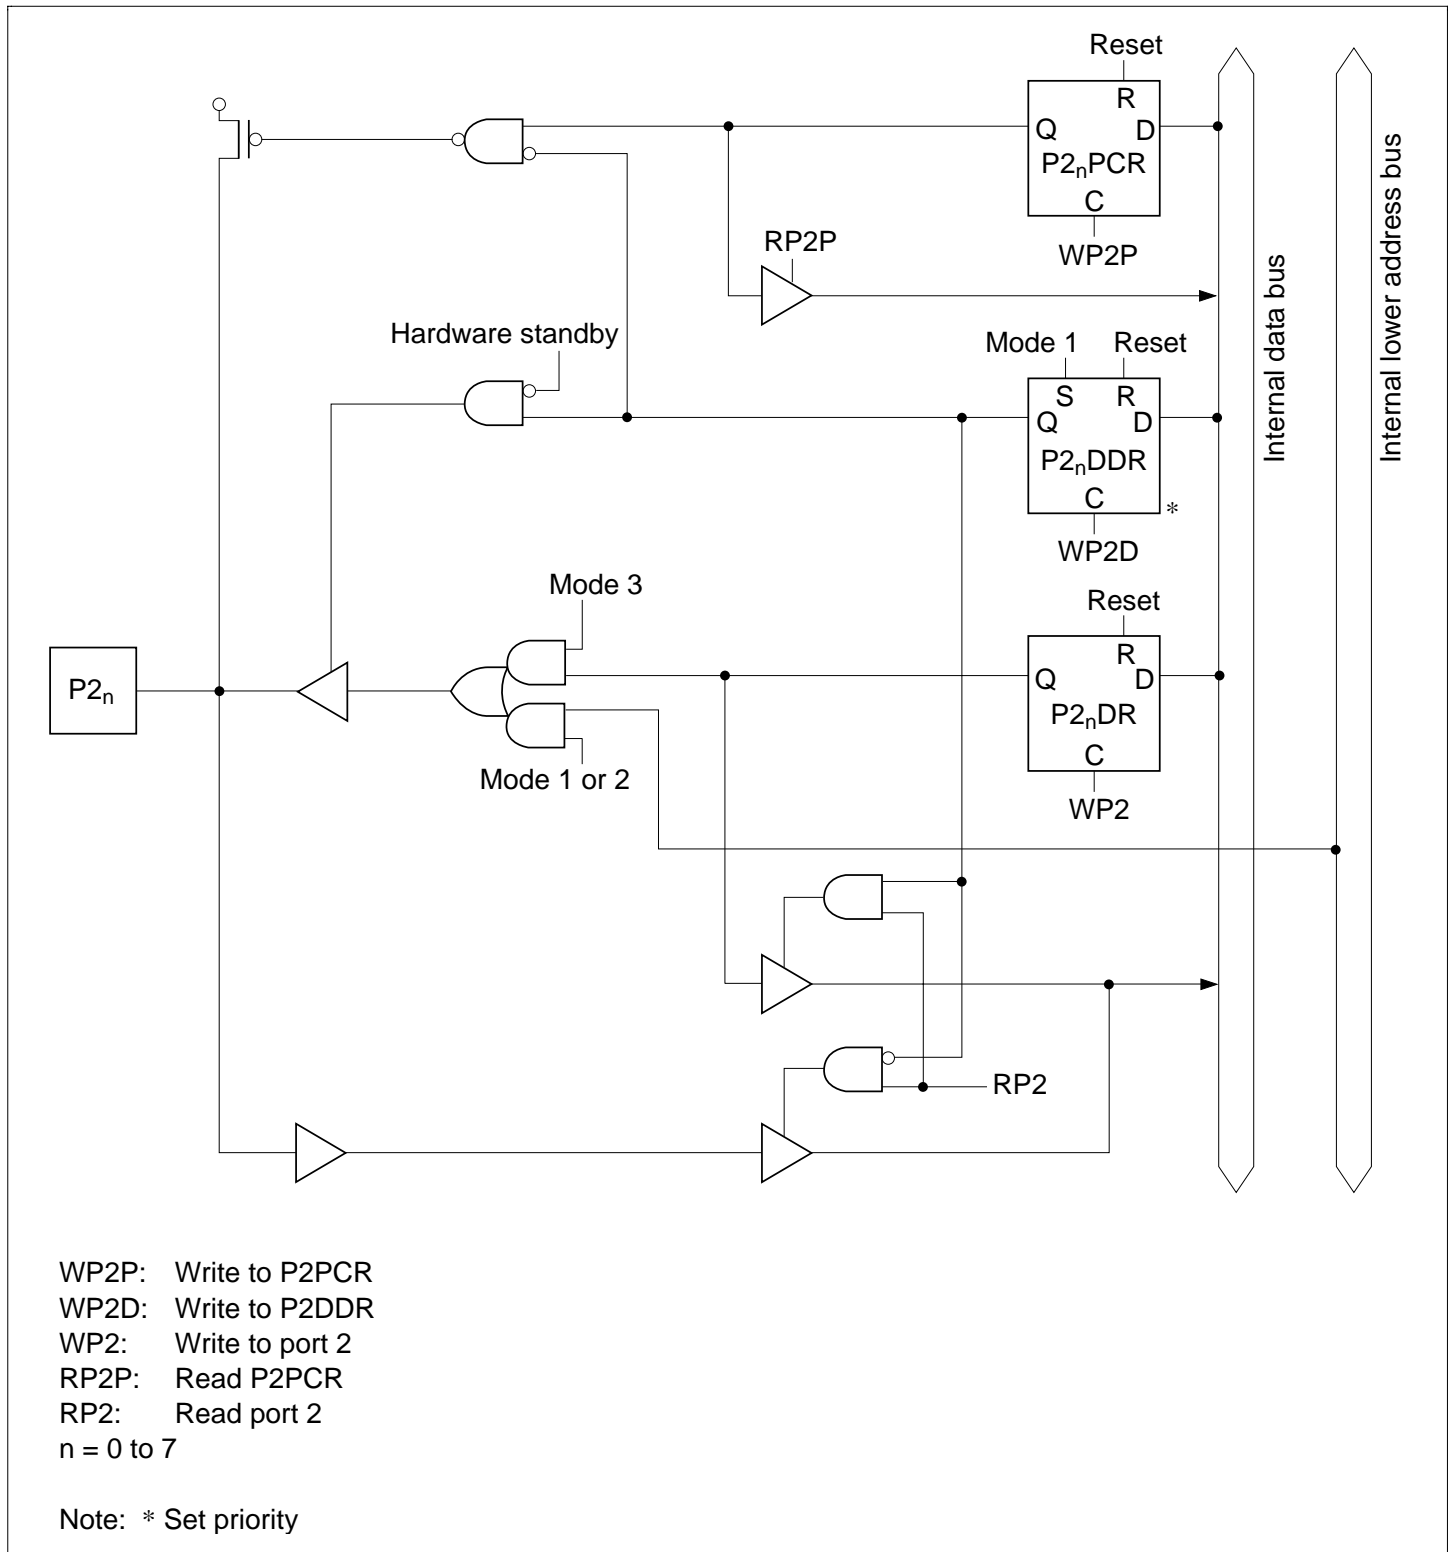 Reset
R
Q
D
P2nPCR
C
WP2P
RP2P
Internal data bus
Internal lower address bus
Hardware standby
Mode 1
Reset
S
R
Q
D
P2nDDR
C
*
WP2D
Mode 3
Reset
R
Q
D
P2n
P2nDR
C
Mode 1 or 2
WP2
RP2
WP2P: Write to P2PCR
WP2D: Write to P2DDR
WP2: Write to port 2
RP2P: Read P2PCR
RP2: Read port 2
n = 0 to 7
Note: * Set priority